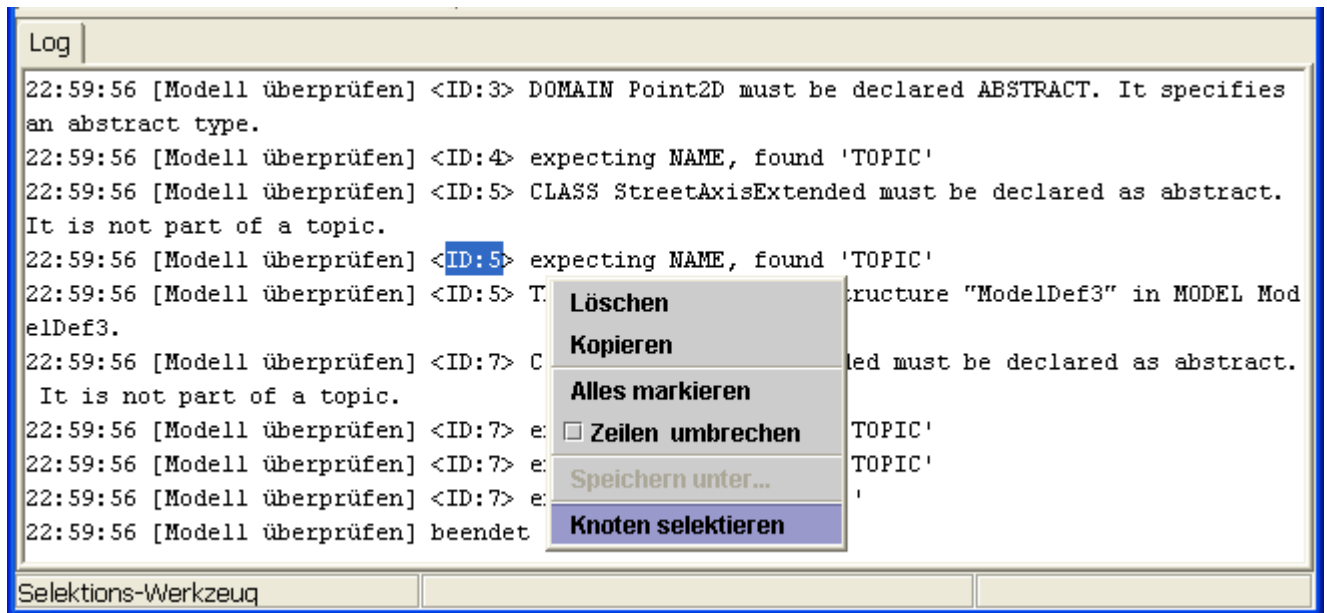 Log
22:59:56 [Modell überprüfen] <ID:3> DOMAIN Point2D must be declared ABSTRACT. It specifies
an abstract type.
22:59:56 [Modell überprüfen] <ID:4> expecting NAME, found 'TOPIC'
22:59:56 [Modell überprüfen] <ID:5> CLASS StreetAxisExtended must be declared as abstract.
It is not part of a topic.
22:59:56 [Modell überprüfen] <ID:5> expecting NAME, found 'TOPIC'
22:59:56 [Modell überprüfen] <ID:5> T ructure "ModelDef3" in MODEL Mod
elDef3.
22:59:56 [Modell überprüfen] <ID:7> C ed must be declared as abstract.
It is not part of a topic.
22:59:56 [Modell überprüfen] <ID:7> e TOPIC'
22:59:56 [Modell überprüfen] <ID:7> e TOPIC'
22:59:56 [Modell überprüfen] <ID:7> e '
22:59:56 [Modell überprüfen] beendet
Löschen
Kopieren
Alles markieren
Zeilen umbrechen
Speichern unter...
Knoten selektieren
Selektions-Werkzeug